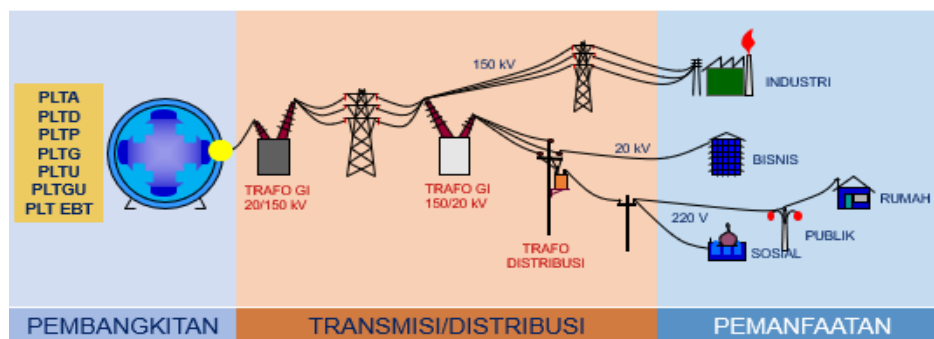 PLTA
PLTD
PLTP
PLTG
PLTU
PLTGU
PLT EBT
TRAFO GI
20/150 kV
150 kV
TRAFO GI
150/20 kV
20 kV
TRAFO
DISTRIBUSI
220 V
INDUSTRI
BISNIS
RUMAH
PUBLIK
SOSIAL
PEMBANGKITAN
TRANSMISI/DISTRIBUSI
PEMANFAATAN